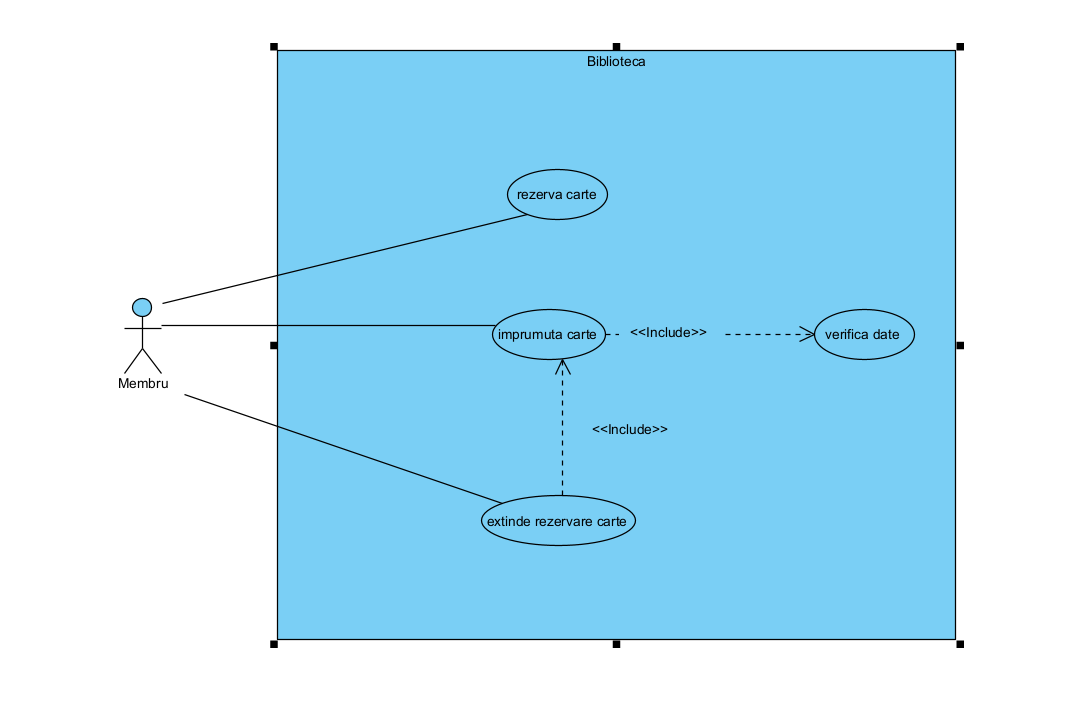 Biblioteca
rezerva carte
imprumuta carte
<<Include>>
verifica date
Membru
<<Include>>
extinde rezervare carte